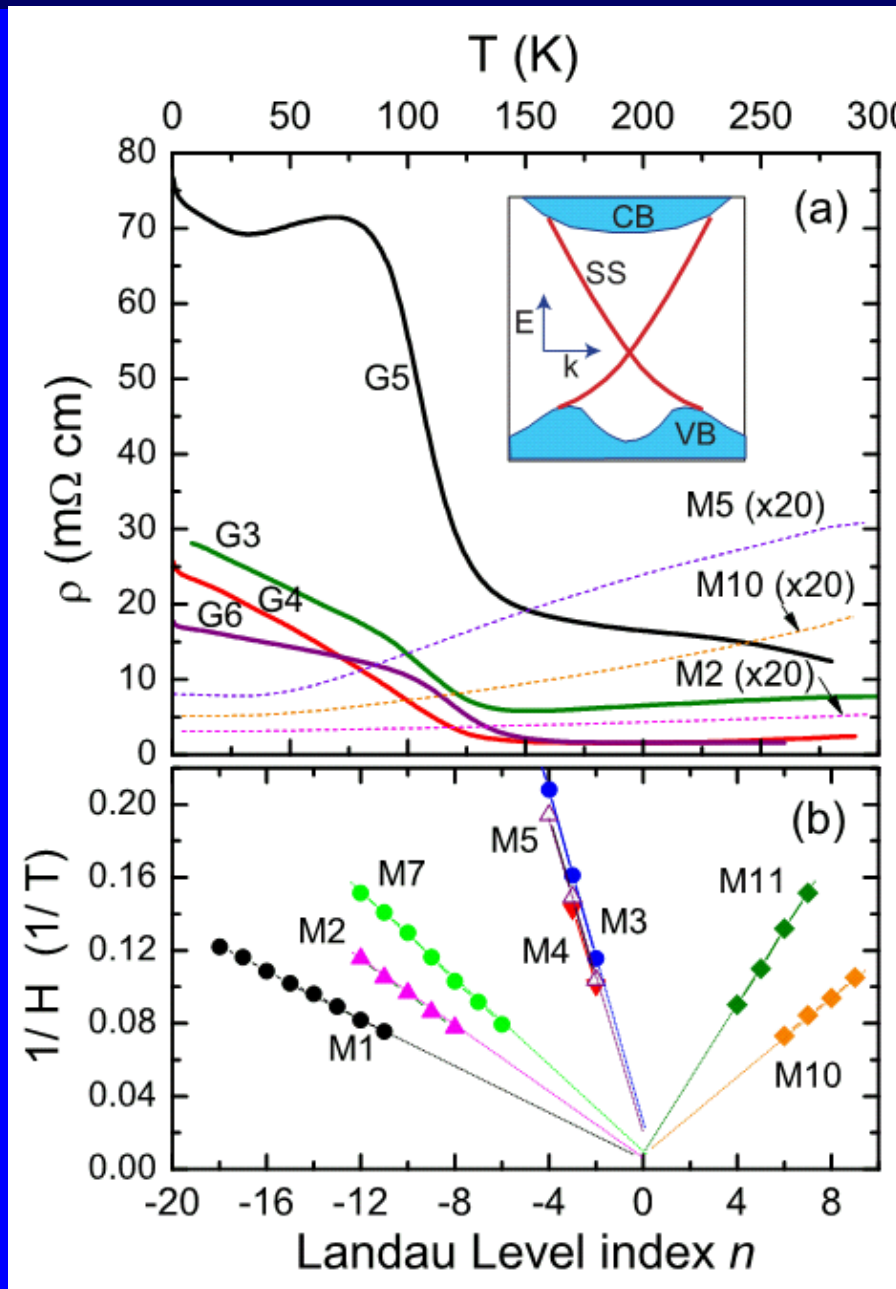 T (K)
0 50 100 150 200 250 300
80
70
60
50
40
30
20
10
0
ρ (mΩ cm)
(a)
CB
SS
E
k
VB
G5
G3
G4
G6
M5 (x20)
M10 (x20)
M2 (x20)
(b)
0.20
0.16
0.12
0.08
0.04
0.00
1/ H (1/ T)
M5
M7
M11
M3
M2
M4
M1
M10
-20 -16 -12 -8 -4 0 4 8
Landau Level index n